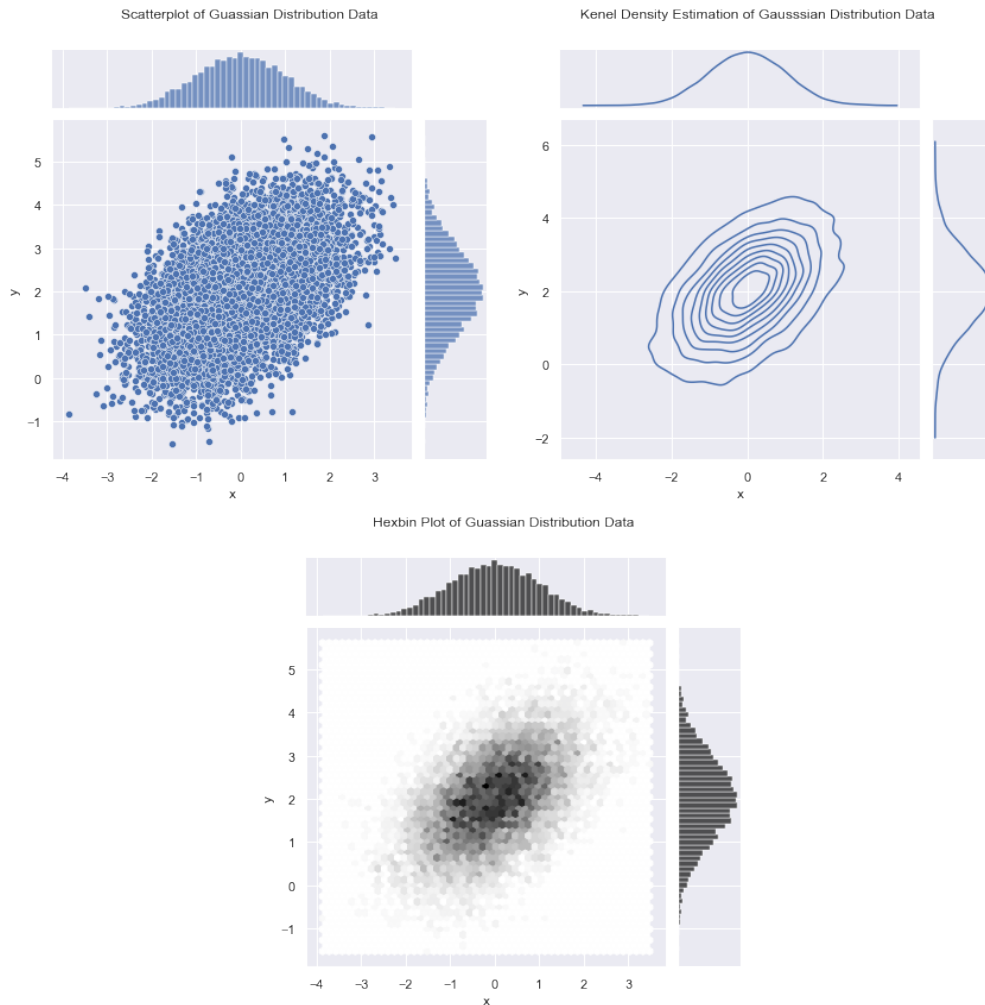 Scatterplot of Guassian Distribution Data
Kenel Density Estimation of Gausssian Distribution Data
5
4
3
2
1
0
−1
y
−4 −3 −2 −1 0 1 2 3
x
6
4
2
0
−2
y
−4 −2 0 2 4
x
Hexbin Plot of Guassian Distribution Data
5
4
3
2
1
0
−1
y
−4 −3 −2 −1 0 1 2 3
x